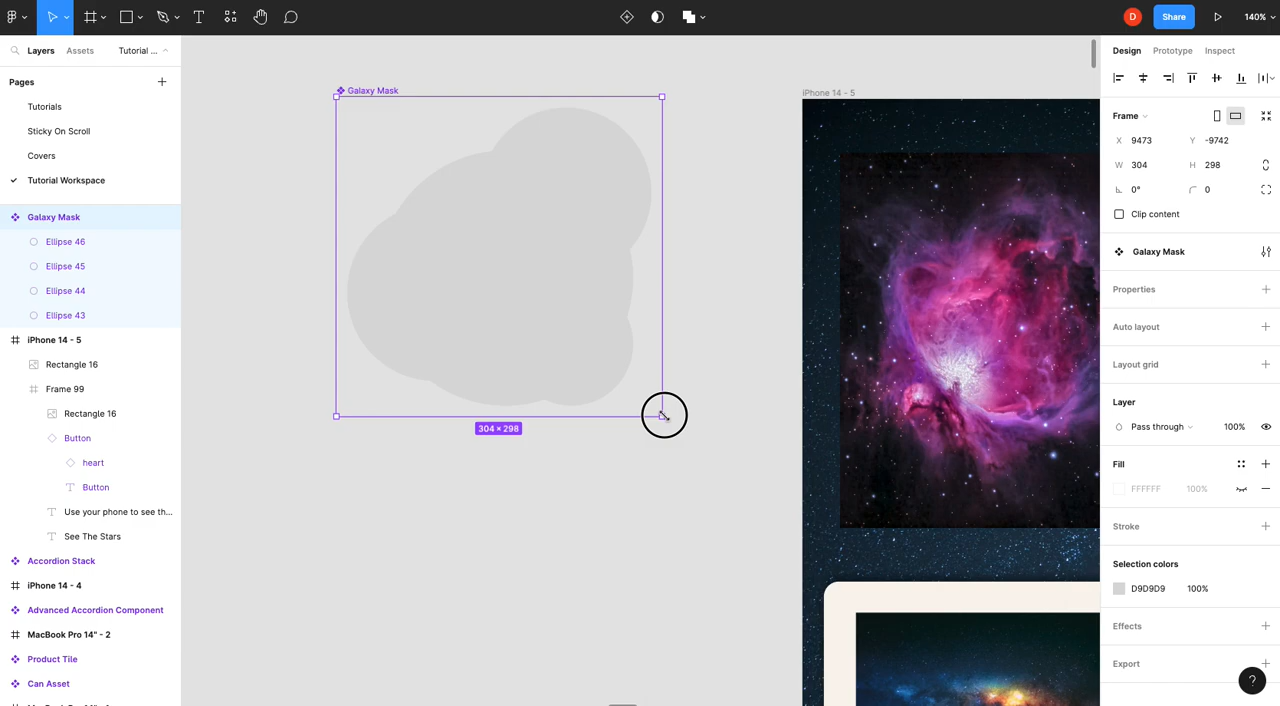 140%
Share
D
Layers
Assets
Tutorial ...
Pages
Tutorials
Sticky On Scroll
Covers
Tutorial Workspace
Galaxy Mask
Ellipse 46
Ellipse 45
Ellipse 44
Ellipse 43
iPhone 14 - 5
Rectangle 16
Frame 99
Rectangle 16
Button
heart
Button
Use your phone to see th...
See The Stars
Accordion Stack
iPhone 14 - 4
Advanced Accordion Component
MacBook Pro 14" - 2
Product Tile
Can Asset
Galaxy Mask
304 × 298
iPhone 14 - 5
Design
Prototype
Inspect
Frame
X 9473 Y -9742
W 304 H 298
0° 0
Clip content
Galaxy Mask
Properties
Auto layout
Layout grid
Layer
Pass through 100%
Fill
FFFFFF 100%
Stroke
Selection colors
D9D9D9 100%
Effects
Export
?